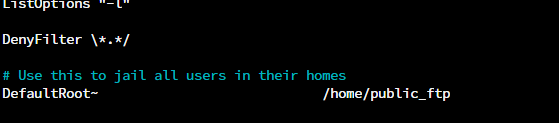 ListOptions "-l"
DenyFilter \*.*/
# Use this to jail all users in their homes
DefaultRoot~ /home/public_ftp